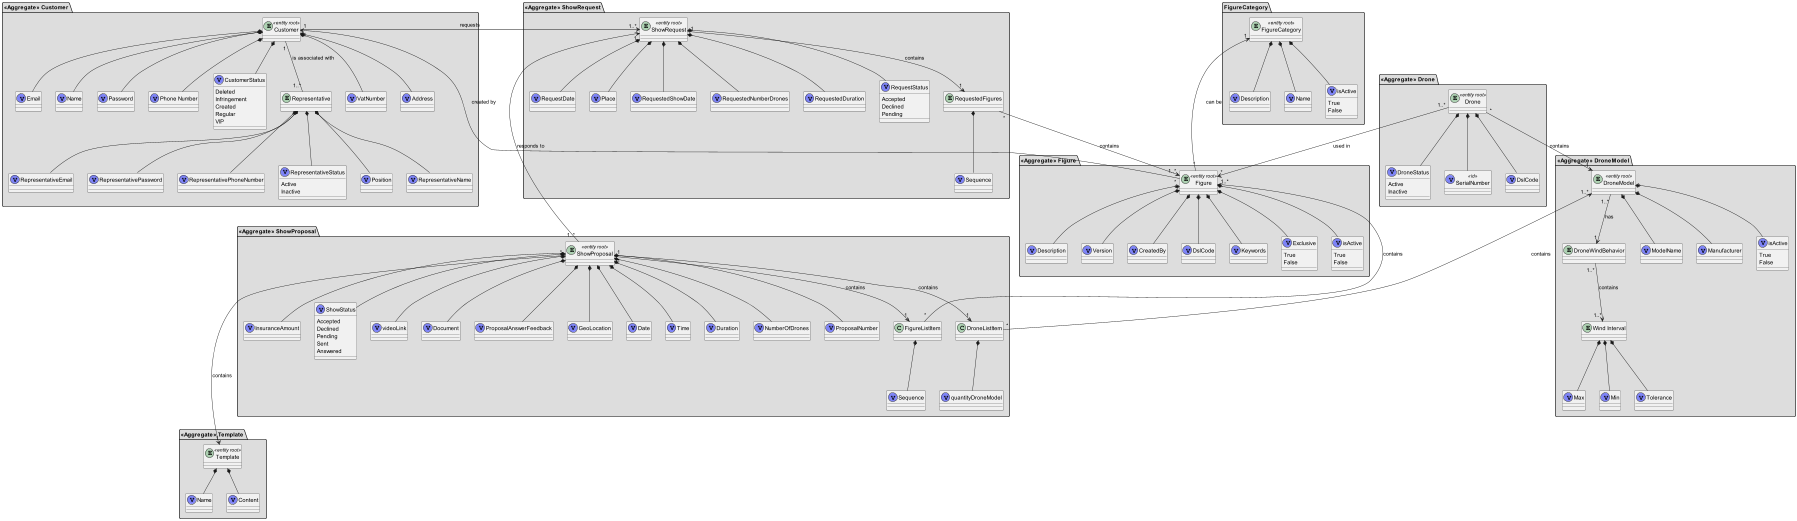 «Aggregate» Customer
«entity root»
Customer
1
requests
1
is associated with
1..*
Email
Name
Password
Phone Number
CustomerStatus
Deleted
Infringement
Created
Regular
VIP
Representative
VatNumber
Address
created by
RepresentativeEmail
RepresentativePassword
RepresentativePhoneNumber
RepresentativeStatus
Active
Inactive
Position
RepresentativeName
«Aggregate» ShowRequest
1..*
«entity root»
ShowRequest
contains
RequestDate
Place
RequestedShowDate
RequestedNumberDrones
RequestedDuration
RequestStatus
Accepted
Declined
Pending
RequestedFigures
*
contains
Sequence
responds to
FigureCategory
«entity root»
FigureCategory
1
can be
Description
Name
isActive
True
False
«Aggregate» Drone
«entity root»
Drone
1..*
*
used in
contains
DroneStatus
Active
Inactive
«id»
SerialNumber
DslCode
«Aggregate» Figure
«entity root»
Figure
Description
Version
CreatedBy
DslCode
Keywords
Exclusive
True
False
isActive
True
False
contains
«Aggregate» DroneModel
«entity root»
DroneModel
1..*
has
1
DroneWindBehavior
ModelName
Manufacturer
isActive
True
False
1..*
contains
1..*
Wind Interval
Max
Min
Tolerance
contains
«Aggregate» ShowProposal
«entity root»
ShowProposal
contains
contains
InsuranceAmount
ShowStatus
Accepted
Declined
Pending
Sent
Answered
videoLink
Document
ProposalAnswerFeedback
GeoLocation
Date
Time
Duration
NumberOfDrones
ProposalNumber
FigureListItem
*
DroneListItem
*
Sequence
quantityDroneModel
contains
«Aggregate» Template
«entity root»
Template
Name
Content